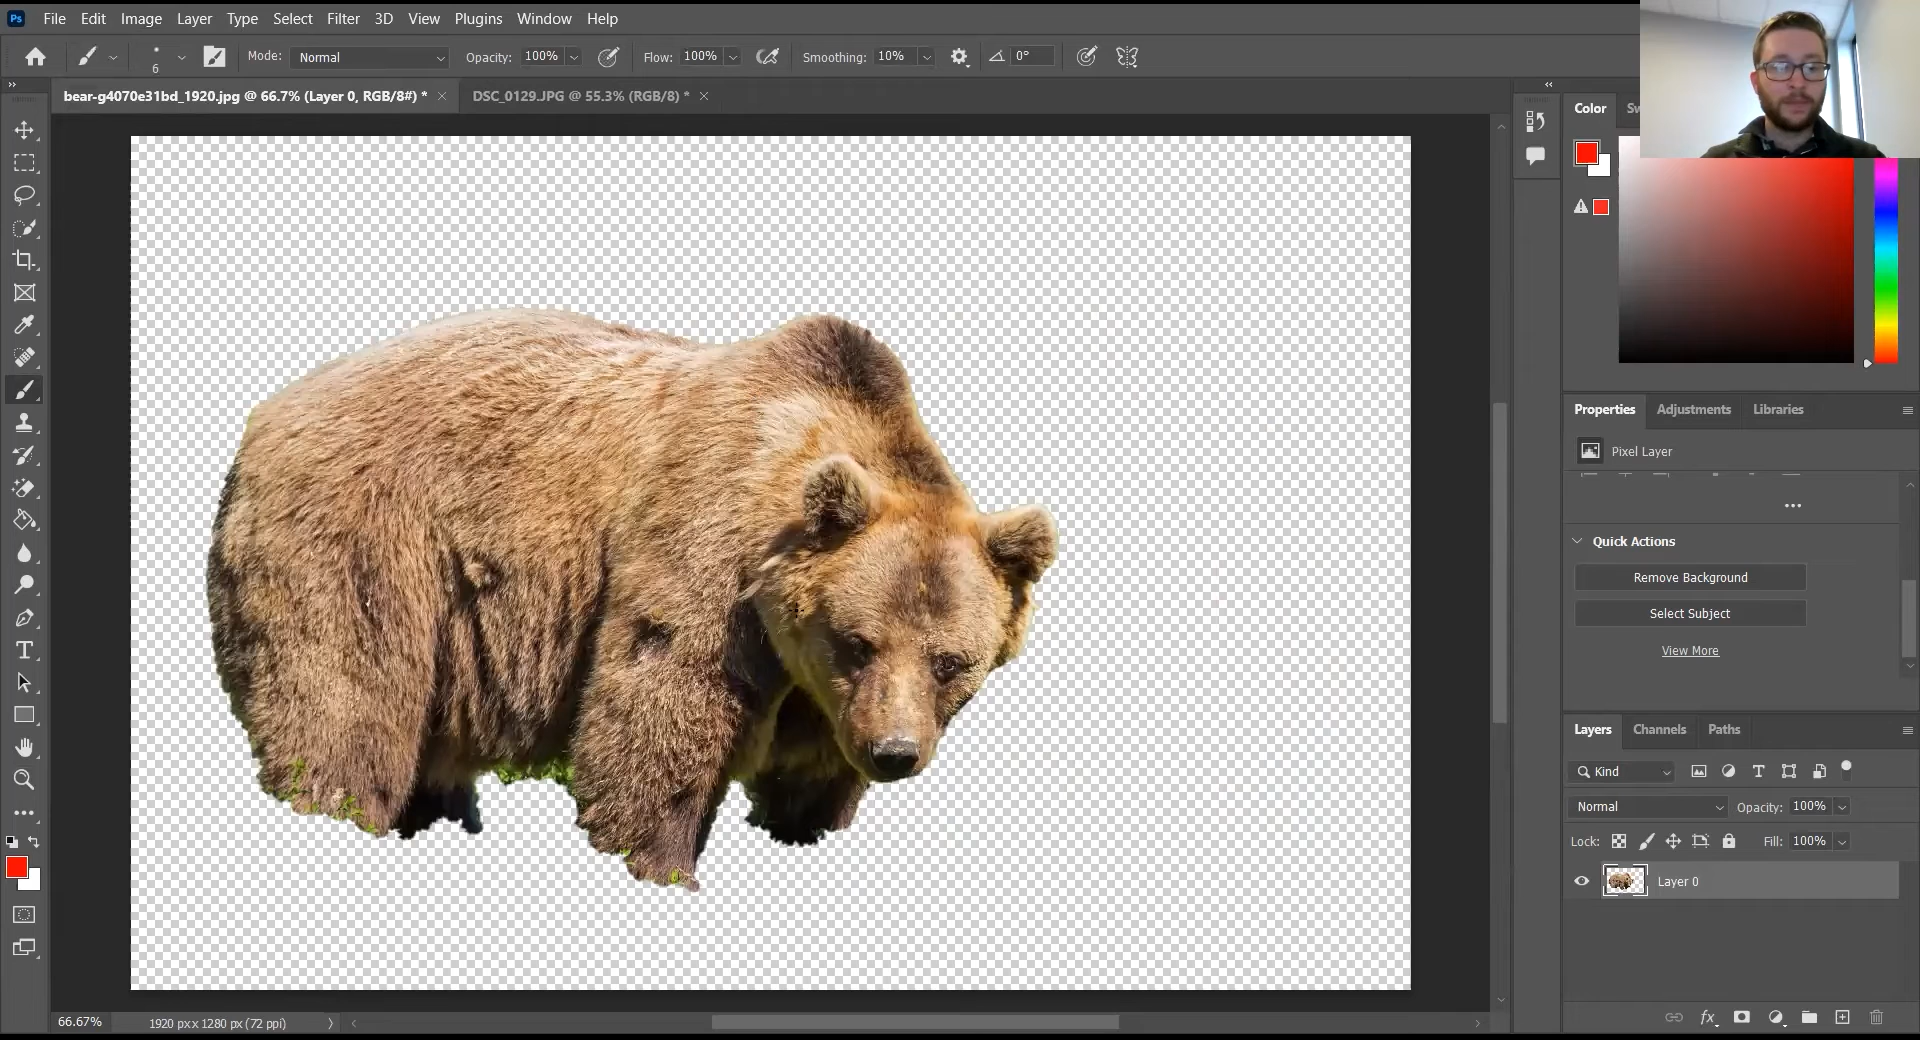 Ps File Edit Image Layer Type Select Filter 3D View Plugins Window Help
6 Mode: Normal Opacity: 100% Flow: 100% Smoothing: 10% 0°
bear-g4070e31bd_1920.jpg @ 66.7% (Layer 0, RGB/8#) * DSC_0129.JPG @ 55.3% (RGB/8) *
Color
Properties Adjustments Libraries
Pixel Layer
Quick Actions
Remove Background
Select Subject
View More
Layers Channels Paths
Kind
Normal Opacity: 100%
Lock: Fill: 100%
Layer 0
fx
66.67% 1920 px x 1280 px (72 ppi)